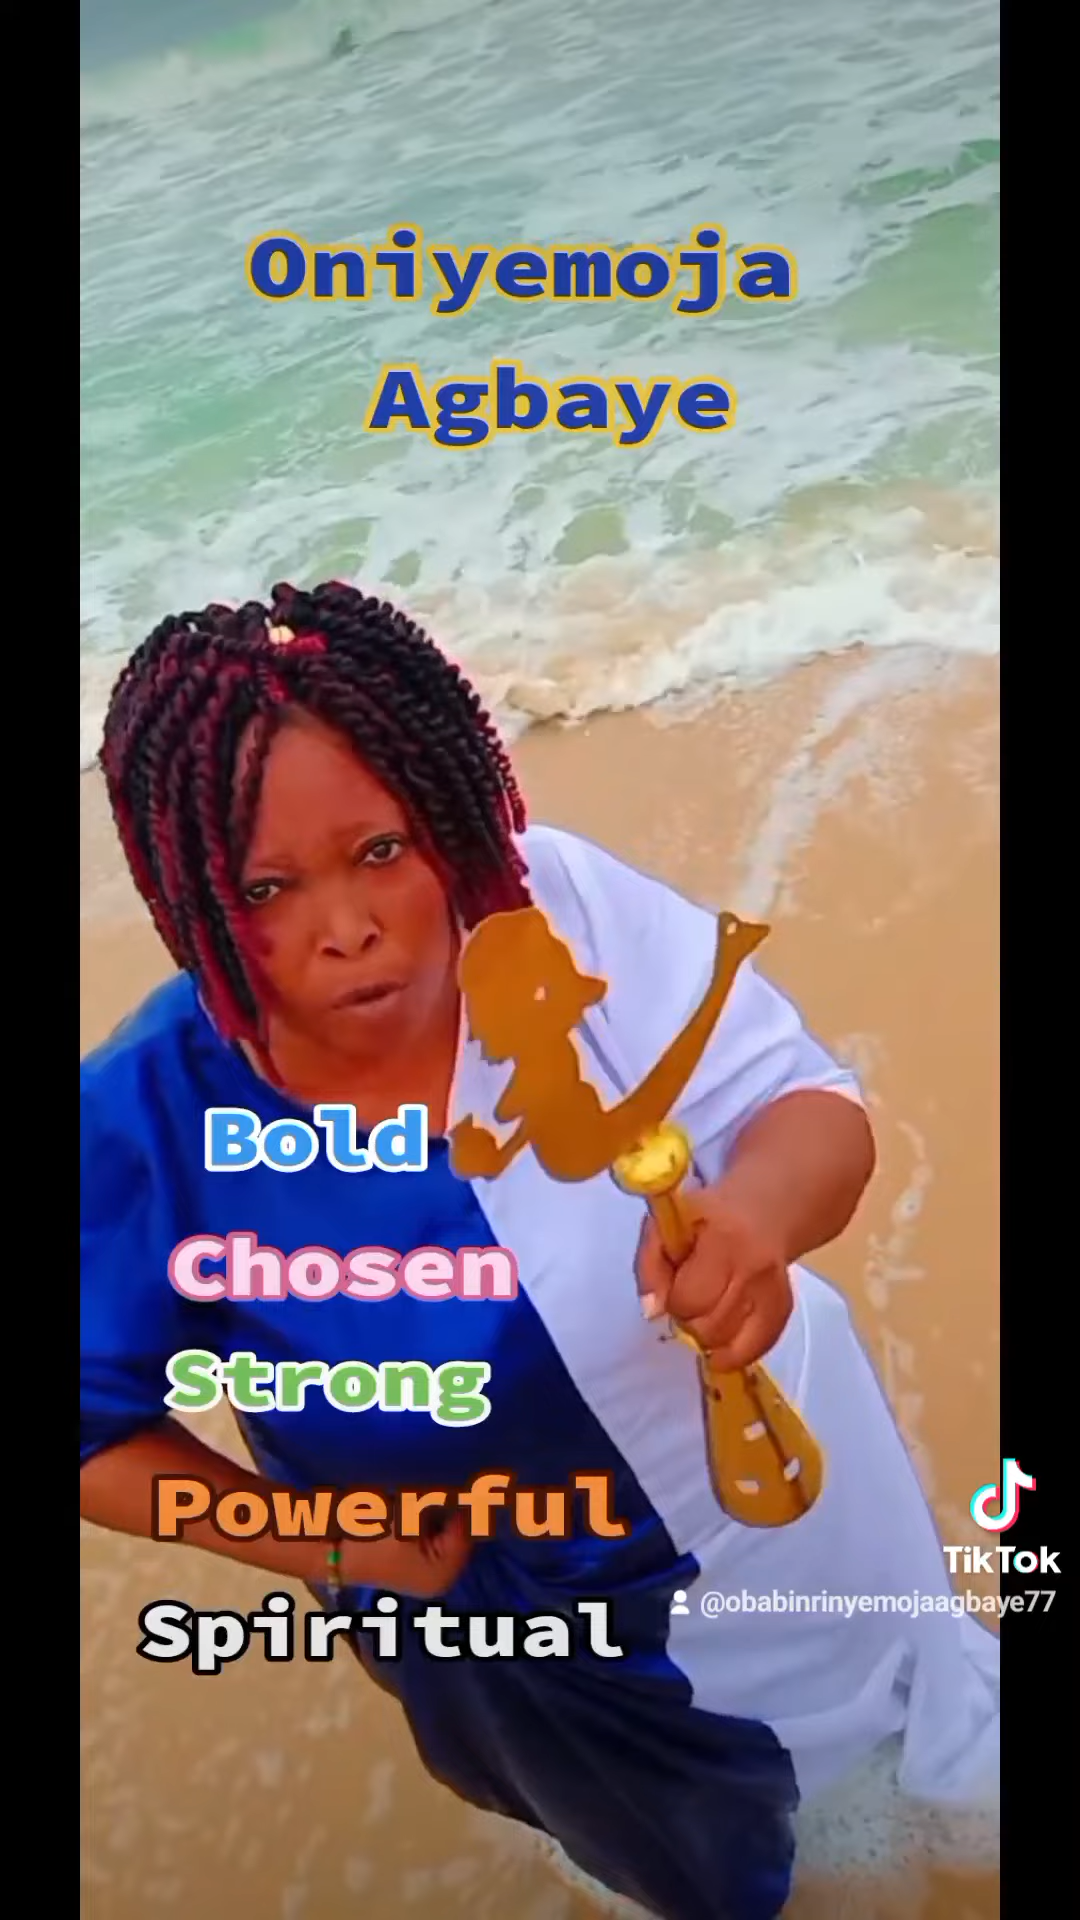 Oniyemoja
Agbaye
Bold
Chosen
Strong
Powerful
Spiritual
TikTok
@obabinrinyemojaagbaye77